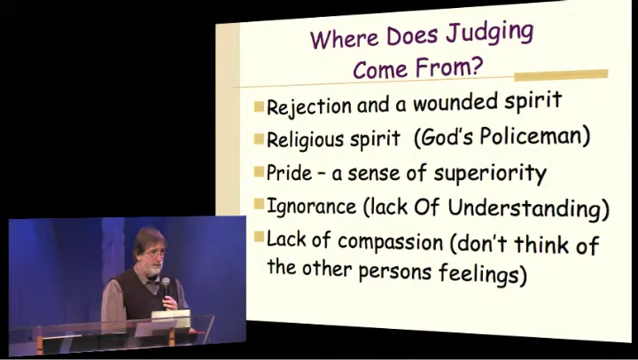 Where Does Judging
Come From?
Rejection and a wounded spirit
Religious spirit (God's Policeman)
Pride – a sense of superiority
Ignorance (lack Of Understanding)
Lack of compassion (don't think of
the other persons feelings)